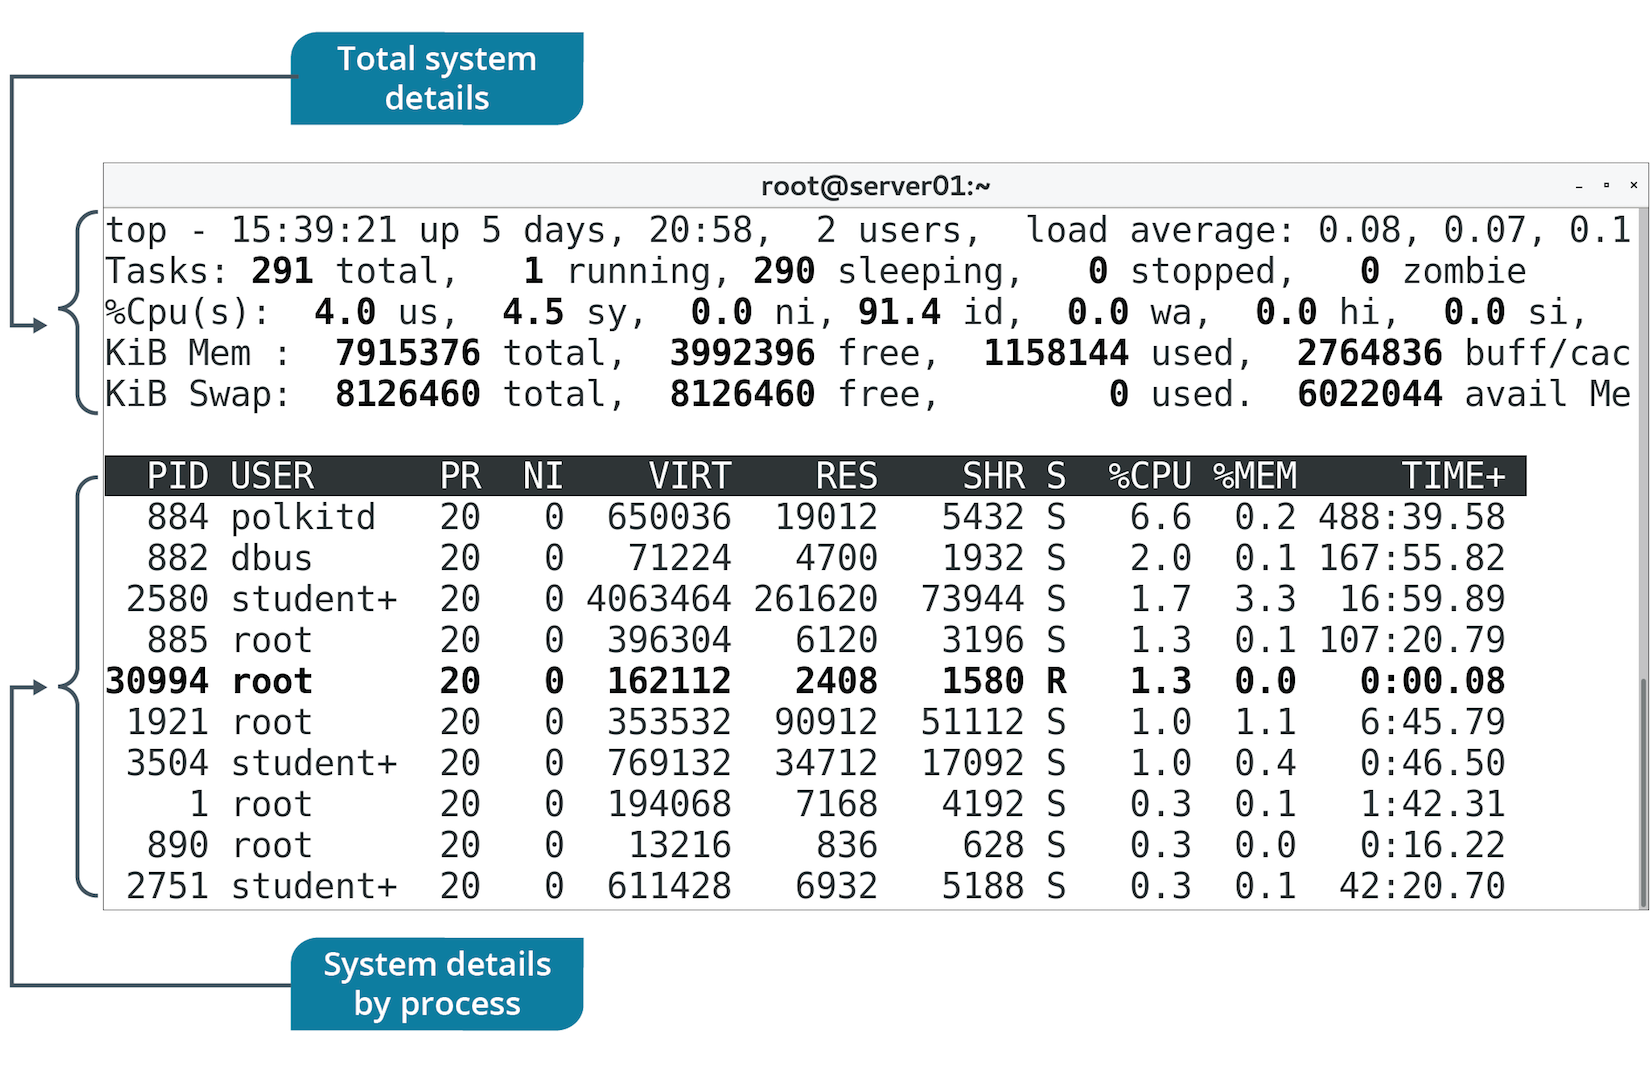 Total system
details
root@server01:~
top - 15:39:21 up 5 days, 20:58,  2 users,  load average: 0.08, 0.07, 0.1
Tasks: 291 total,   1 running, 290 sleeping,   0 stopped,   0 zombie
%Cpu(s):  4.0 us,  4.5 sy,  0.0 ni, 91.4 id,  0.0 wa,  0.0 hi,  0.0 si,
KiB Mem :  7915376 total,  3992396 free,  1158144 used,  2764836 buff/cac
KiB Swap:  8126460 total,  8126460 free,        0 used.  6022044 avail Me
PID USER      PR  NI    VIRT    RES    SHR S  %CPU %MEM     TIME+
884 polkitd   20   0  650036  19012   5432 S   6.6  0.2 488:39.58
882 dbus      20   0   71224   4700   1932 S   2.0  0.1 167:55.82
2580 student+  20   0 4063464 261620  73944 S   1.7  3.3  16:59.89
885 root      20   0  396304   6120   3196 S   1.3  0.1 107:20.79
30994 root      20   0  162112   2408   1580 R   1.3  0.0   0:00.08
1921 root      20   0  353532  90912  51112 S   1.0  1.1   6:45.79
3504 student+  20   0  769132  34712  17092 S   1.0  0.4   0:46.50
1 root      20   0  194068   7168   4192 S   0.3  0.1   1:42.31
890 root      20   0   13216    836    628 S   0.3  0.0   0:16.22
2751 student+  20   0  611428   6932   5188 S   0.3  0.1  42:20.70
System details
by process